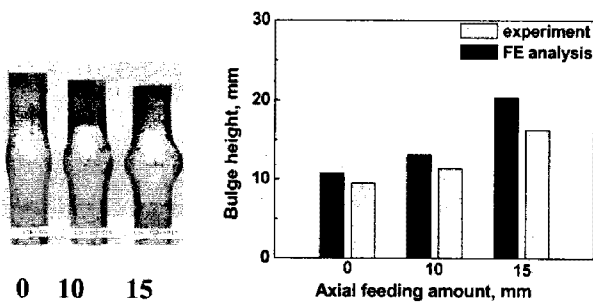 0 10 15
Bulge height, mm
30
20
10
0
experiment
FE analysis
0 10 15
Axial feeding amount, mm